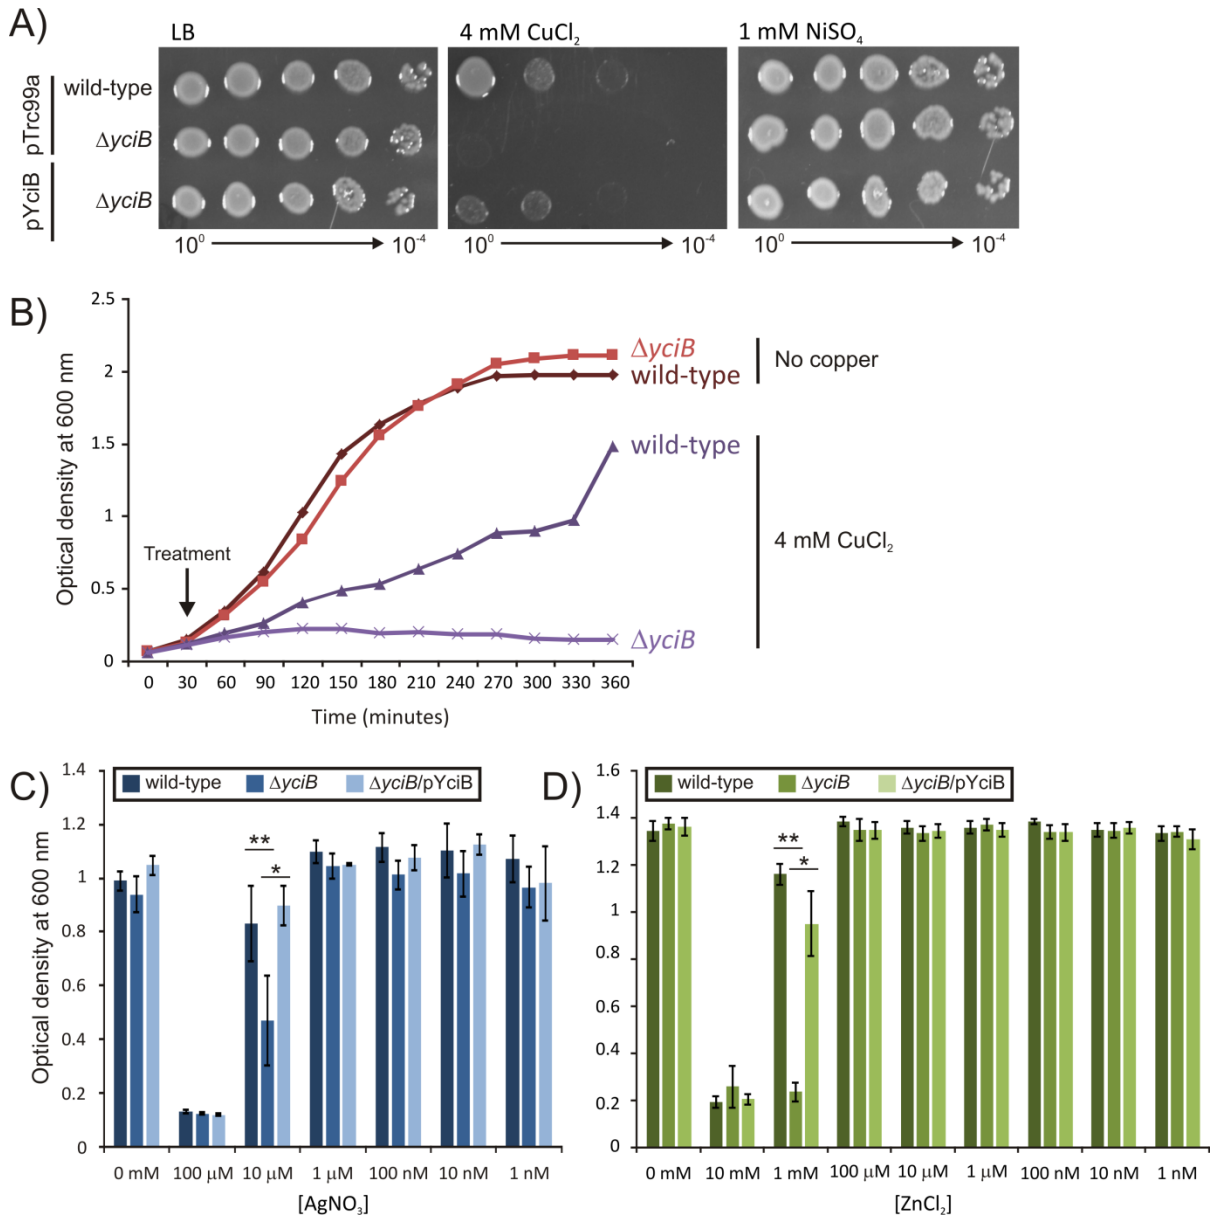 A)
LB
4 mM CuCl₂
1 mM NiSO₄
pTrc99a
wild-type
ΔyciB
pYciB
ΔyciB
10⁰ 10⁻⁴
10⁰ 10⁻⁴
10⁰ 10⁻⁴
B)
Optical density at 600 nm
2.5
2
1.5
1
0.5
0
Treatment
ΔyciB
wild-type
No copper
wild-type
4 mM CuCl₂
ΔyciB
0 30 60 90 120 150 180 210 240 270 300 330 360
Time (minutes)
C)
wild-type ΔyciB ΔyciB/pYciB
Optical density at 600 nm
1.4
1.2
1
0.8
0.6
0.4
0.2
0
**
*
0 mM 100 µM 10 µM 1 µM 100 nM 10 nM 1 nM
[AgNO₃]
D)
wild-type ΔyciB ΔyciB/pYciB
1.6
1.4
1.2
1
0.8
0.6
0.4
0.2
0
**
*
0 mM 10 mM 1 mM 100 µM 10 µM 1 µM 100 nM 10 nM 1 nM
[ZnCl₂]